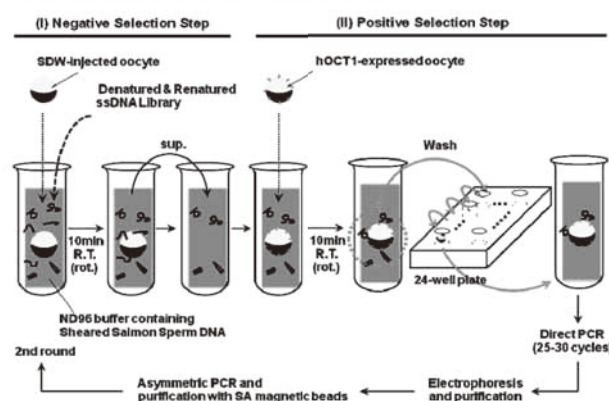 (I) Negative Selection Step
(II) Positive Selection Step
SDW-injected oocyte
hOCT1-expressed oocyte
Denatured & Renatured
ssDNA Library
sup.
Wash
10min
R.T.
(rot.)
10min
R.T.
(rot.)
24-well plate
ND96 buffer containing
Sheared Salmon Sperm DNA
Direct PCR
(25-30 cycles)
2nd round
Asymmetric PCR and
purification with SA magnetic beads
Electrophoresis
and purification